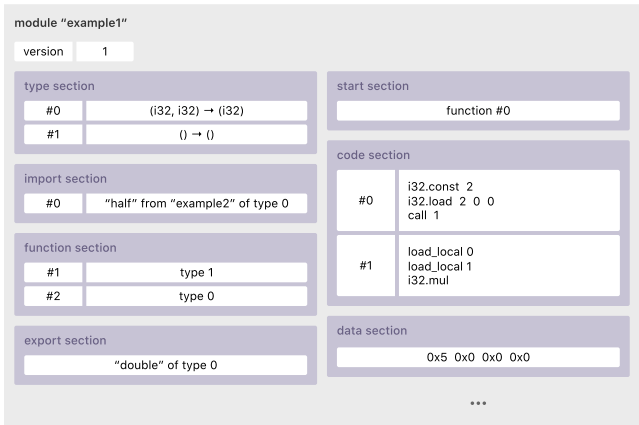 module “example1”
version 1
type section
#0 (i32, i32) → (i32)
#1 () → ()
import section
#0 “half” from “example2” of type 0
function section
#1 type 1
#2 type 0
export section
“double” of type 0
start section
function #0
code section
#0
i32.const 2
i32.load 2 0 0
call 1
#1
load_local 0
load_local 1
i32.mul
data section
0x5 0x0 0x0 0x0
•••